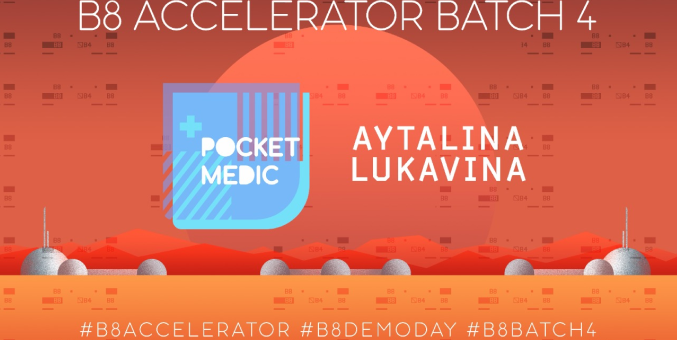 B8 ACCELERATOR BATCH 4
POCKET
MEDIC
AYTALINA
LUKAVINA
#B8ACCELERATOR #B8DEMODAY #B8BATCH4